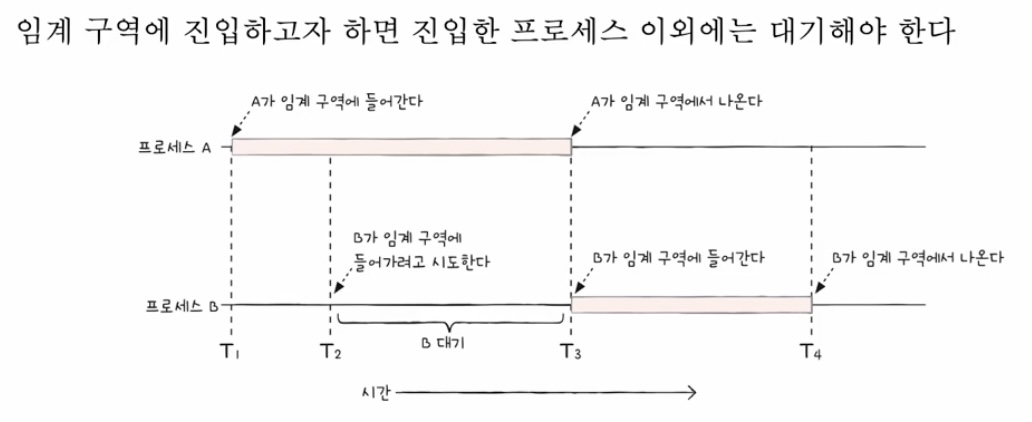 임계 구역에 진입하고자 하면 진입한 프로세스 이외에는 대기해야 한다
A가 임계 구역에 들어간다
A가 임계 구역에서 나온다
프로세스 A
B가 임계 구역에
들어가려고 시도한다
B가 임계 구역에 들어간다
B가 임계 구역에서 나온다
프로세스 B
B 대기
T₁
T₂
T₃
T₄
시간